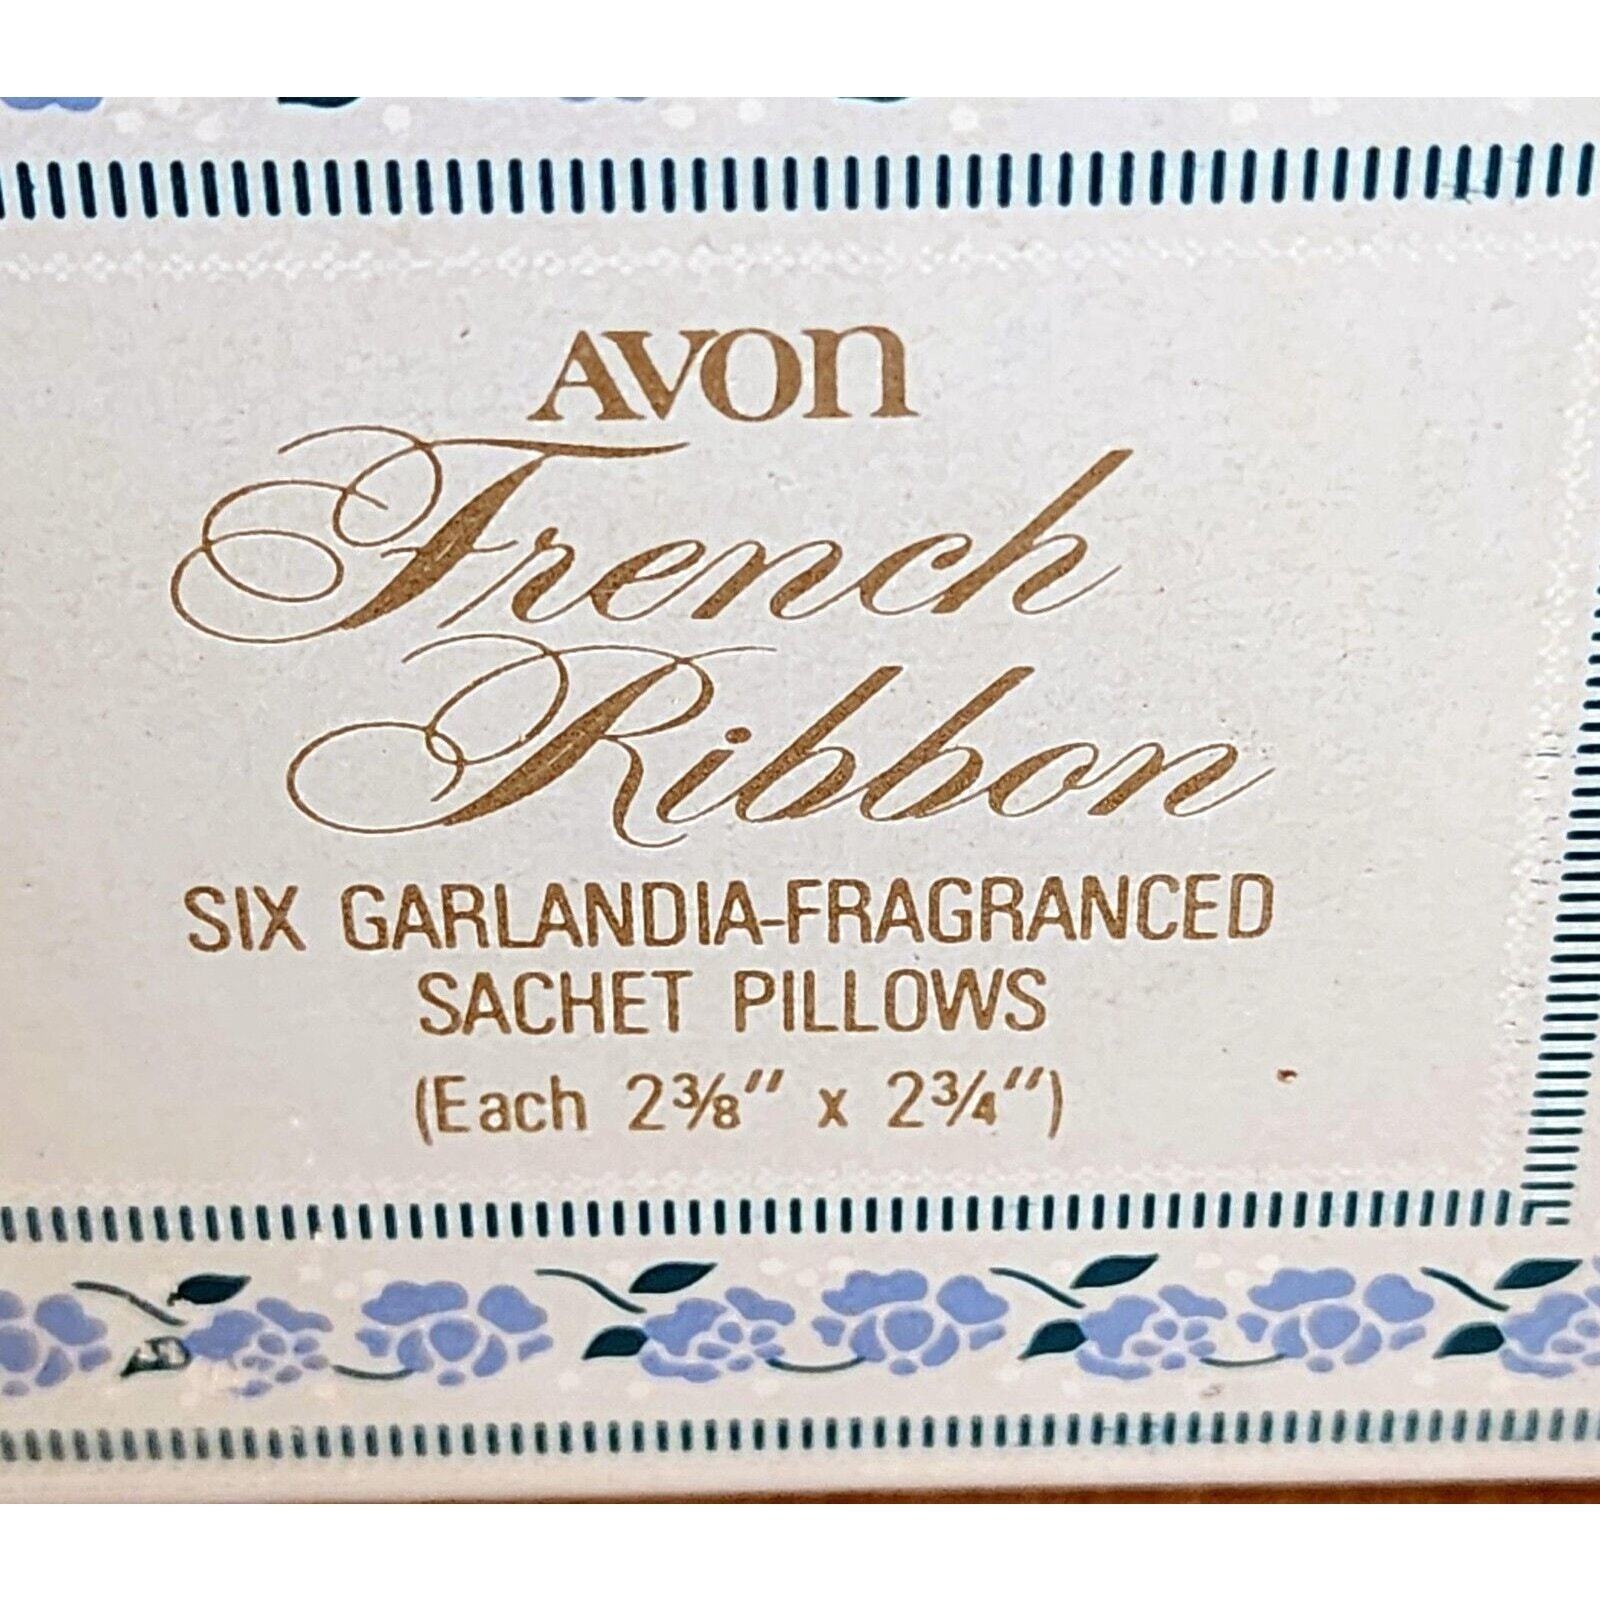 AVON
French
Ribbon
SIX GARLANDIA-FRAGRANCED
SACHET PILLOWS
(Each 2⅜" x 2¾")